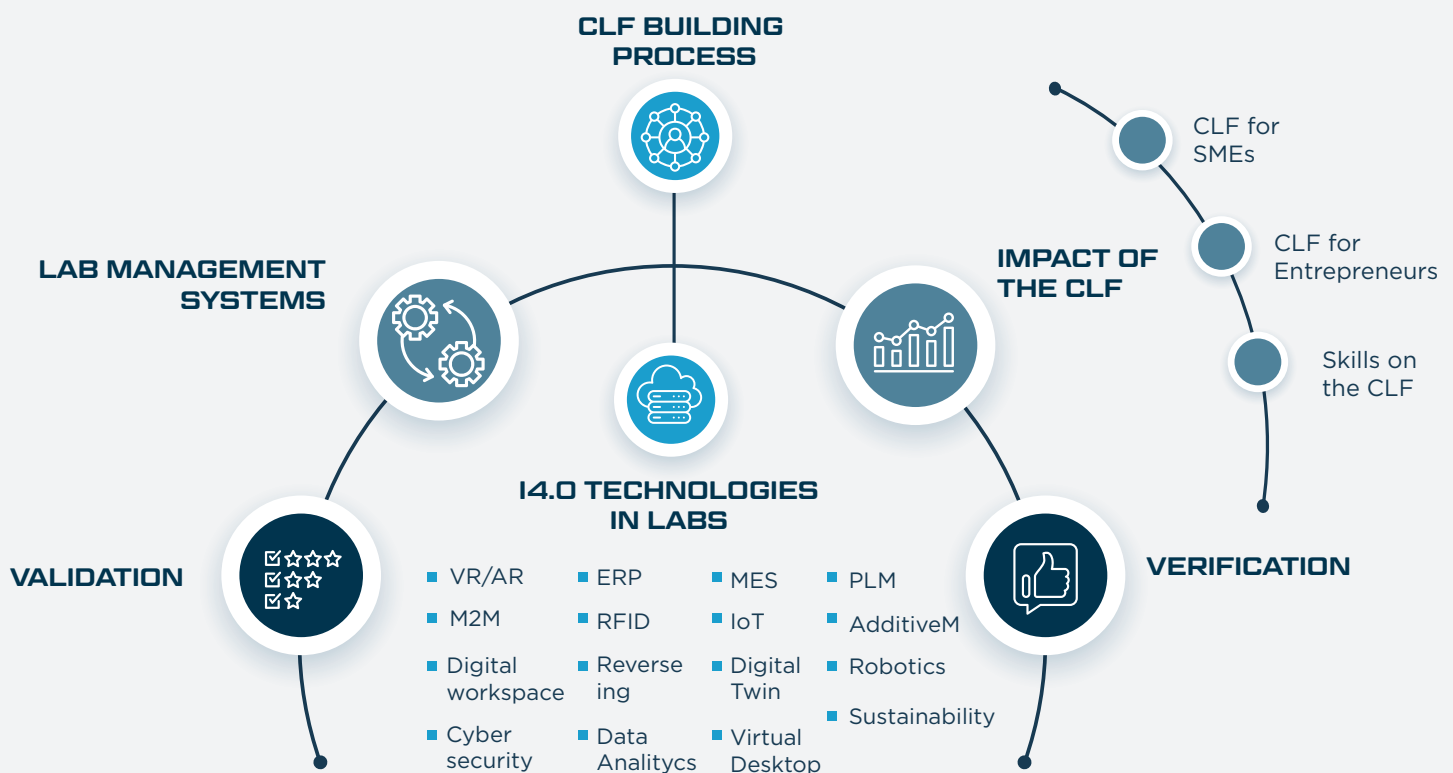 CLF BUILDING
PROCESS
CLF for
SMEs
LAB MANAGEMENT
SYSTEMS
IMPACT OF
THE CLF
CLF for
Entrepreneurs
Skills on
the CLF
I4.0 TECHNOLOGIES
IN LABS
VALIDATION
VERIFICATION
VR/AR
M2M
Digital
workspace
Cyber
security
ERP
RFID
Reverse
ing
Data
Analitycs
MES
IoT
Digital
Twin
Virtual
Desktop
PLM
AdditiveM
Robotics
Sustainability